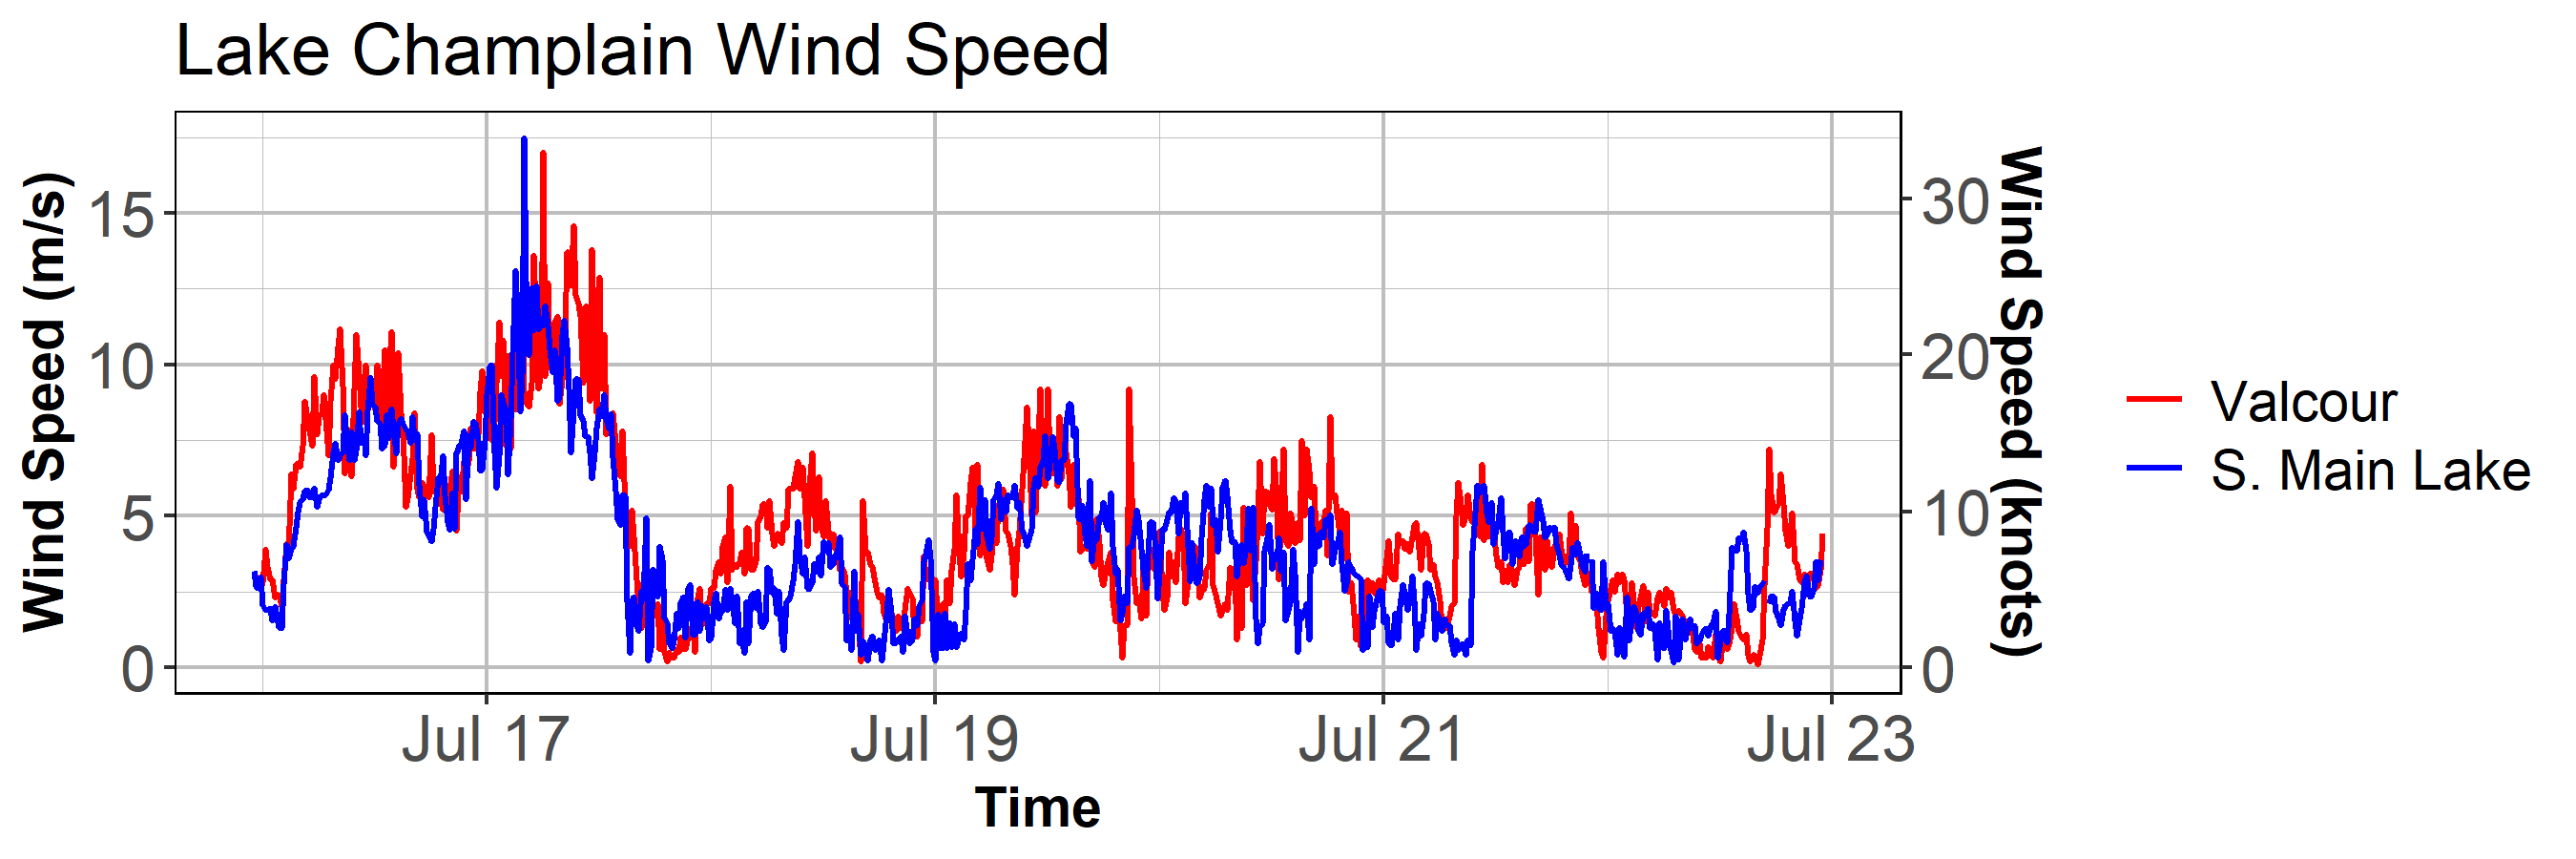 Lake Champlain Wind Speed
Wind Speed (m/s)
15
10
5
0
30
20
10
0
Wind Speed (knots)
Jul 17
Jul 19
Jul 21
Jul 23
Time
Valcour
S. Main Lake